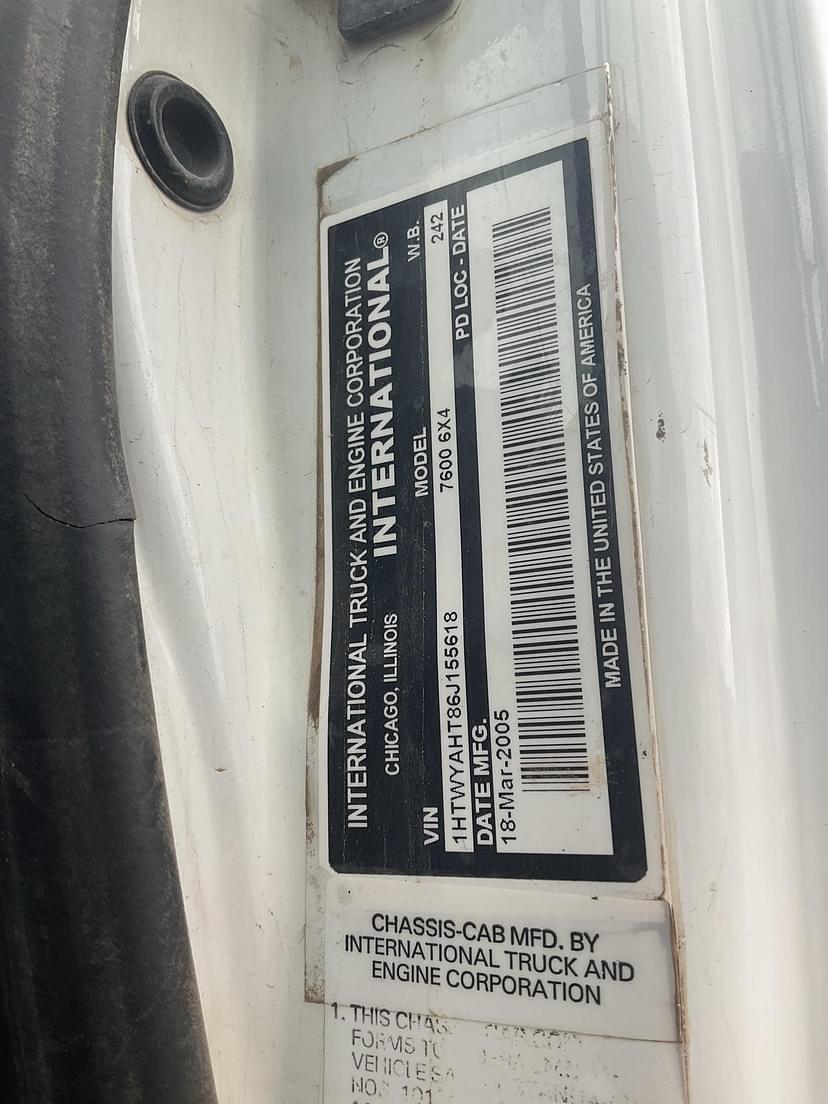 INTERNATIONAL TRUCK AND ENGINE CORPORATION
CHICAGO, ILLINOIS INTERNATIONAL®
VIN MODEL W.B.
1HTWYAHT86J155618 7600 6X4 242
DATE MFG. PD LOC - DATE
18-Mar-2005
MADE IN THE UNITED STATES OF AMERICA
CHASSIS-CAB MFD. BY
INTERNATIONAL TRUCK AND
ENGINE CORPORATION
1. THIS
FORMS
VEHICLE